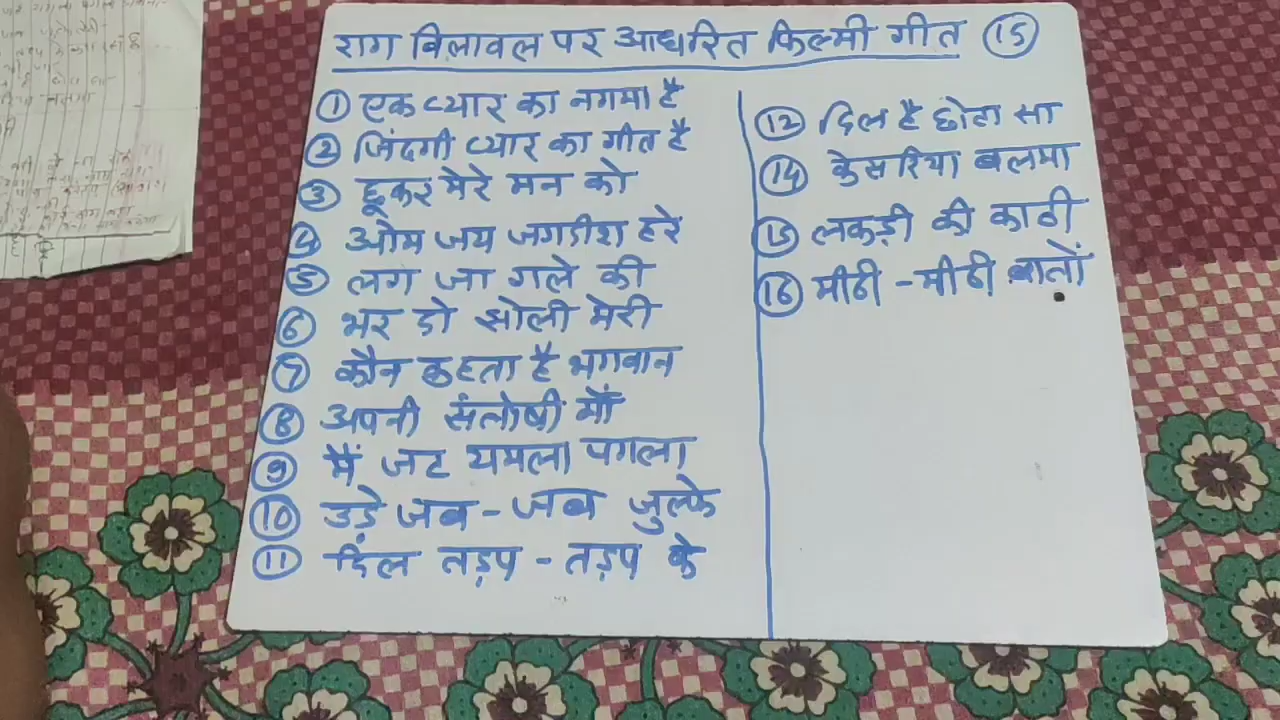 राग बिलावल पर आधरित फिल्मी गीत 15
1 एक प्यार का नगमा है
2 जिंदगी प्यार का गीत है
3 छूकर मेरे मन को
4 ओम जय जगदीश हरे
5 लग जा गले की
6 भर दो झोली मेरी
7 कौन कहता है भगवान
8 अपनी संतोषी माँ
9 मैं जट यमला पगला
10 उड़े जब - जब जुल्फे
11 दिल तड़प - तड़प के
12 दिल है छोटा सा
14 केसरिया बलमा
15 लकड़ी की काठी
16 मीठी - मीठी बातों